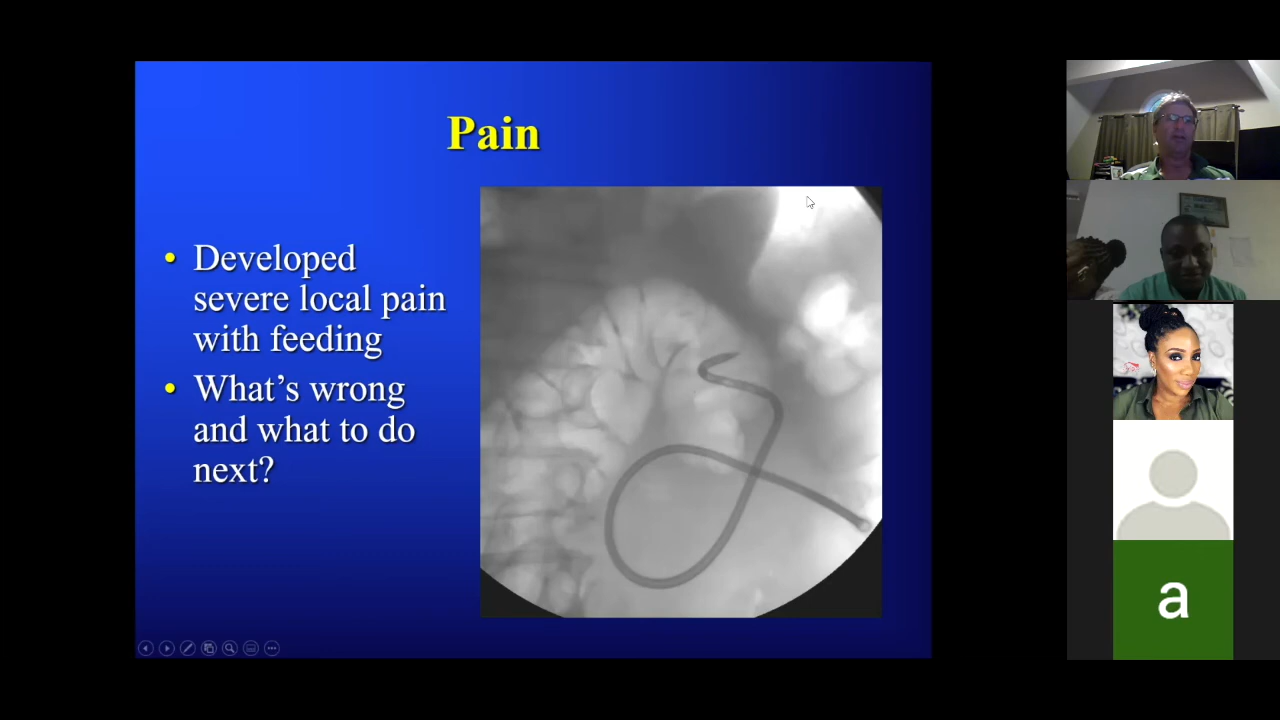 Pain
• Developed
severe local pain
with feeding
• What's wrong
and what to do
next?
a